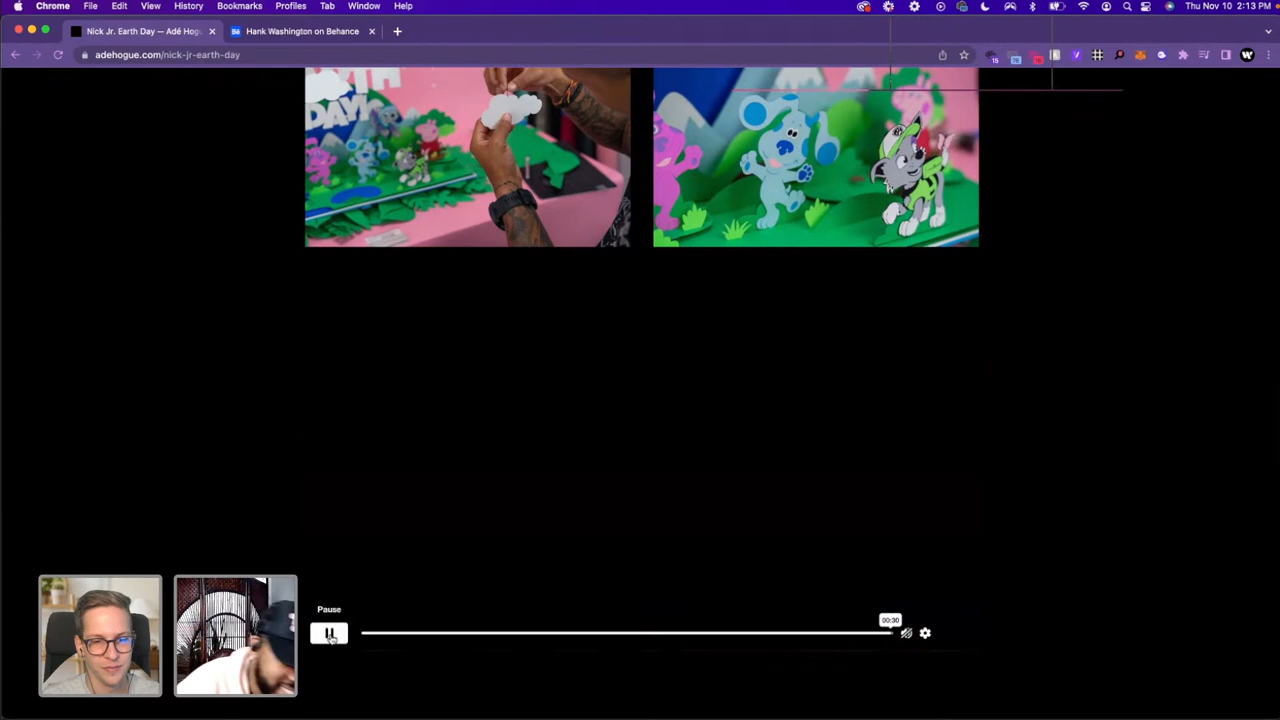 Chrome File Edit View History Bookmarks Profiles Tab Window Help Thu Nov 10 2:13 PM
Nick Jr. Earth Day — Adé Hogu Hank Washington on Behance
adehogue.com/nick-jr-earth-day
DAY!
Pause
00:30